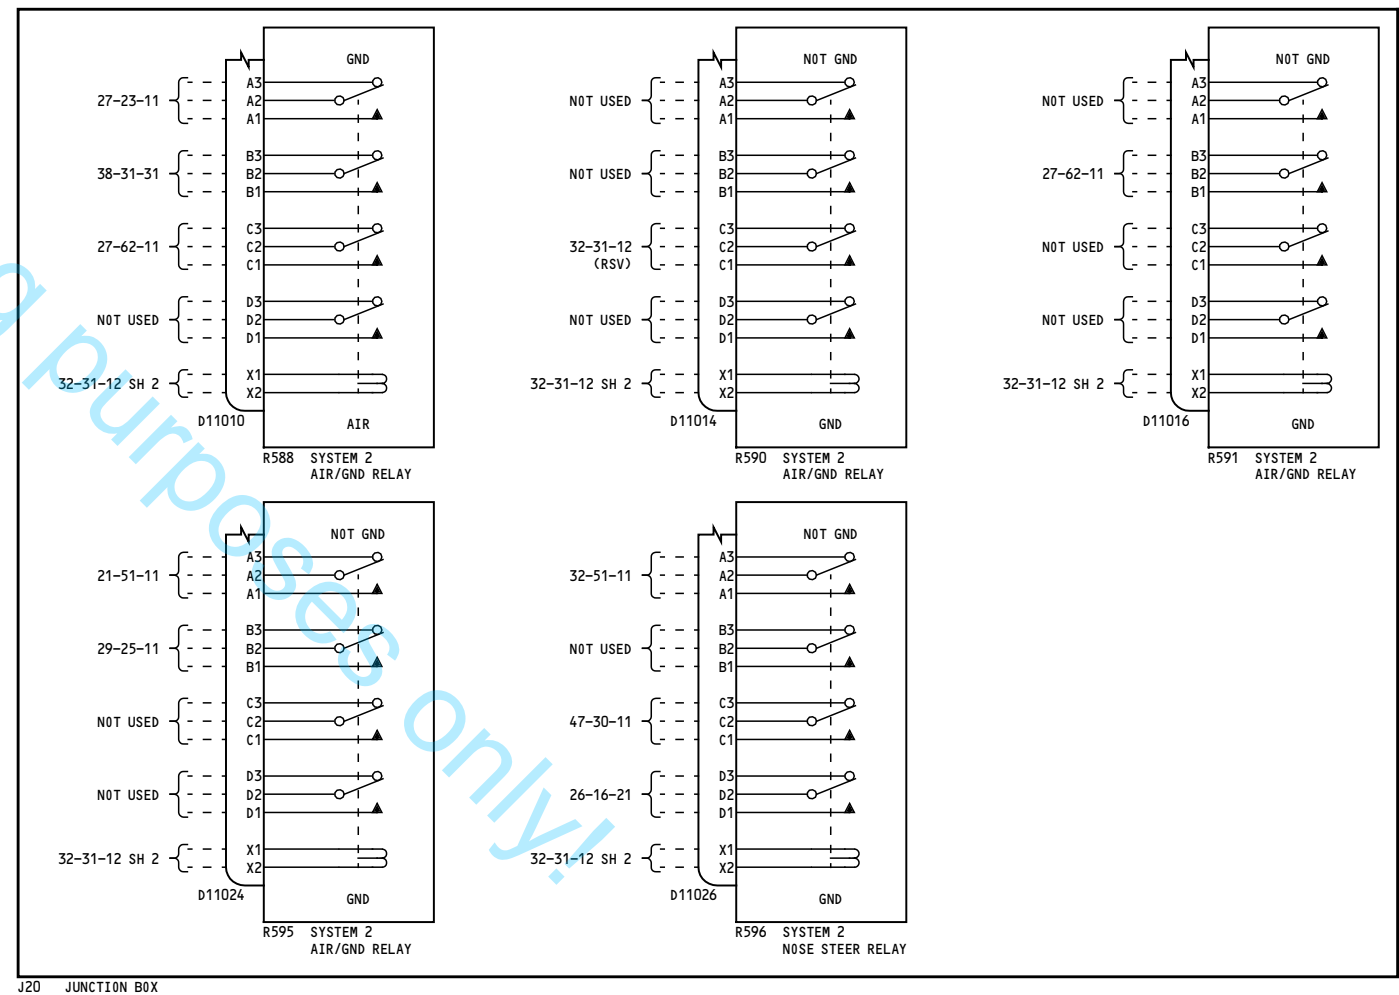 GND
27-23-11
A3
A2
A1
38-31-31
B3
B2
B1
27-62-11
C3
C2
C1
NOT USED
D3
D2
D1
32-31-12 SH 2
X1
X2
D11010
AIR
R588 SYSTEM 2
AIR/GND RELAY
NOT GND
NOT USED
A3
A2
A1
NOT USED
B3
B2
B1
32-31-12
(RSV)
C3
C2
C1
NOT USED
D3
D2
D1
32-31-12 SH 2
X1
X2
D11014
GND
R590 SYSTEM 2
AIR/GND RELAY
NOT GND
NOT USED
A3
A2
A1
27-62-11
B3
B2
B1
NOT USED
C3
C2
C1
NOT USED
D3
D2
D1
32-31-12 SH 2
X1
X2
D11016
GND
R591 SYSTEM 2
AIR/GND RELAY
NOT GND
21-51-11
A3
A2
A1
29-25-11
B3
B2
B1
NOT USED
C3
C2
C1
NOT USED
D3
D2
D1
32-31-12 SH 2
X1
X2
D11024
GND
R595 SYSTEM 2
AIR/GND RELAY
NOT GND
32-51-11
A3
A2
A1
NOT USED
B3
B2
B1
47-30-11
C3
C2
C1
26-16-21
D3
D2
D1
32-31-12 SH 2
X1
X2
D11026
GND
R596 SYSTEM 2
NOSE STEER RELAY
J20 JUNCTION BOX
g purposes only!